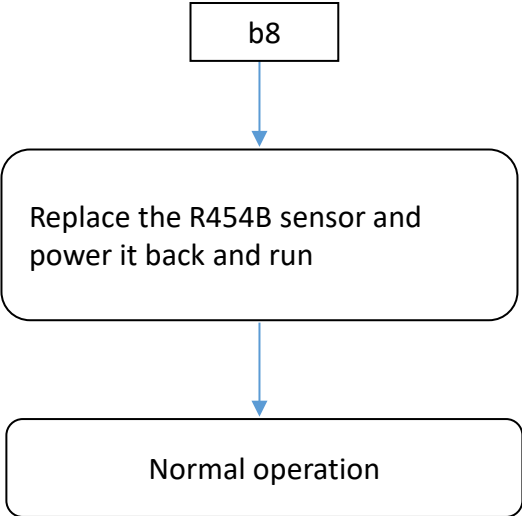 b8
Replace the R454B sensor and
power it back and run
Normal operation